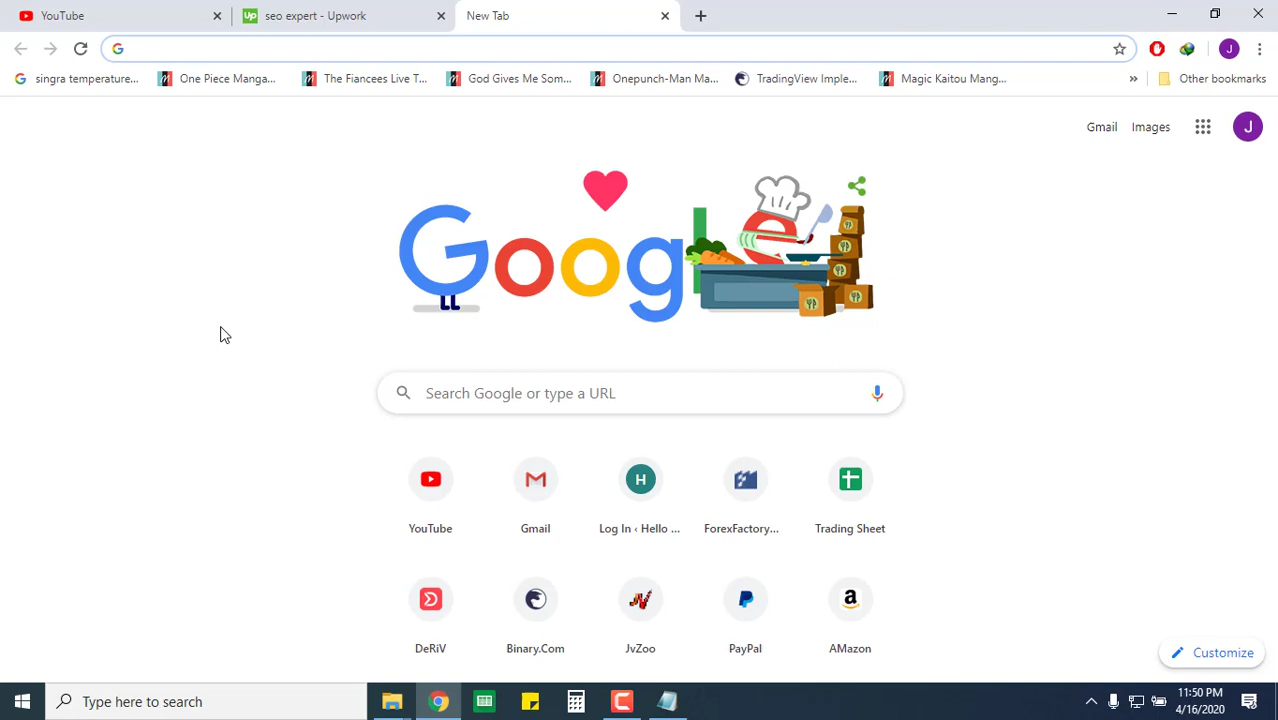 YouTube
seo expert - Upwork
New Tab
singra temperature...
One Piece Manga...
The Fiancees Live T...
God Gives Me Som...
Onepunch-Man Ma...
TradingView Imple...
Magic Kaitou Mang...
»
Other bookmarks
Gmail
Images
J
Google
Search Google or type a URL
YouTube
Gmail
H
Log In ‹ Hello ...
ForexFactory...
Trading Sheet
DeRiV
Binary.Com
JvZoo
PayPal
AMazon
Customize
Type here to search
11:50 PM
4/16/2020